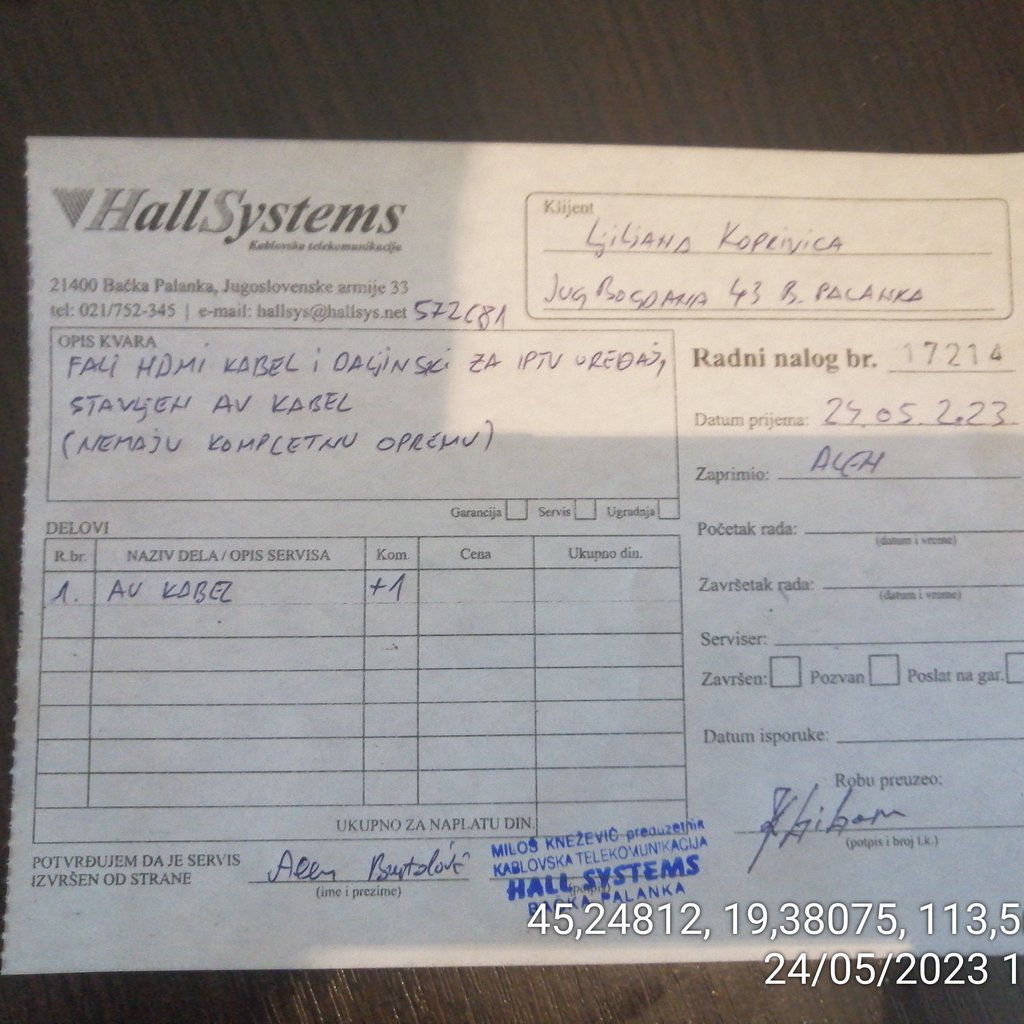 HallSystems
Kablovska telekomunikacija
21400 Bačka Palanka, Jugoslovenske armije 33
tel: 021/752-345 | e-mail: hallsys@hallsys.net 572681
Klijent
Ljiljana Koprivica
Jug Bogdana 43 B. PALANKA
OPIS KVARA
FALI HDMI KABEL i DALJINSKi ZA IPTV UREĐAJ,
STAVLJEN AV KABEL
(NEMAJU KOMPLETNU OPREMU)
Garancija Servis Ugradnja
Radni nalog br. 17214
Datum prijema: 24.05.2023.
Zaprimio:
Početak rada:
(datum i vreme)
Završetak rada:
(datum i vreme)
Serviser:
Završen: Pozvan Poslat na gar.
Datum isporuke:
Robu preuzeo:
(potpis i broj l.k.)
DELOVI
R.br. NAZIV DELA / OPIS SERVISA Kom. Cena Ukupno din.
1. AV KABEL +1
UKUPNO ZA NAPLATU DIN.
POTVRĐUJEM DA JE SERVIS
IZVRŠEN OD STRANE
(ime i prezime)
(potpis)
MILOŠ KNEŽEVIĆ preduzetnik
KABLOVSKA TELEKOMUNIKACIJA
HALL SYSTEMS
BAČKA PALANKA
45,24812, 19,38075, 113,5
24/05/2023 1